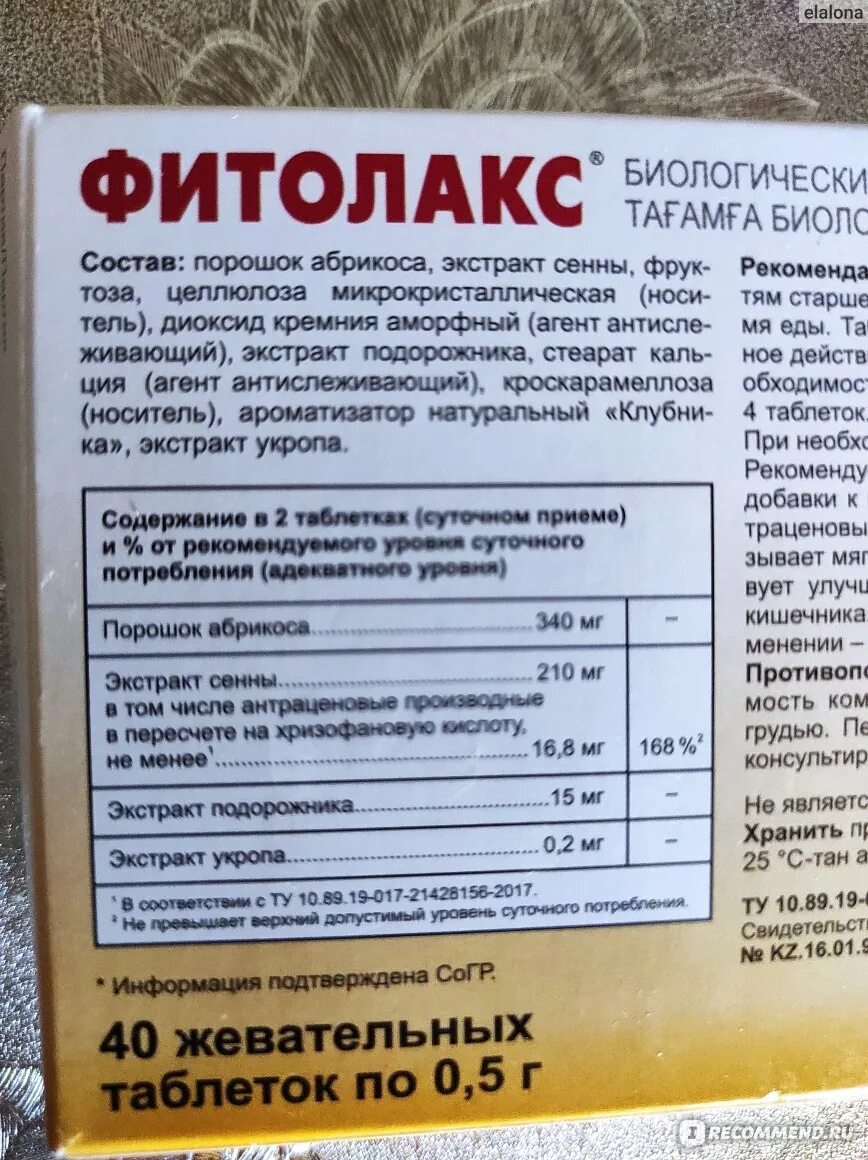 elalona
ФИТОЛАКС®
БИОЛОГИЧЕСКИ
ТАҒАМҒА БИОЛО
Состав: порошок абрикоса, экстракт сенны, фрук-
тоза, целлюлоза микрокристаллическая (носи-
тель), диоксид кремния аморфный (агент антисле-
живающий), экстракт подорожника, стеарат каль-
ция (агент антислеживающий), кроскарамеллоза
(носитель), ароматизатор натуральный «Клубни-
ка», экстракт укропа.
Содержание в 2 таблетках (суточном приеме)
и % от рекомендуемого уровня суточного
потребления (адекватного уровня)
Порошок абрикоса 340 мг –
Экстракт сенны 210 мг
в том числе антраценовые производные
в пересчете на хризофановую кислоту,
не менее¹ 16,8 мг 168 %²
Экстракт подорожника 15 мг –
Экстракт укропа 0,2 мг –
¹ В соответствии с ТУ 10.89.19-017-21428156-2017.
² Не превышает верхний допустимый уровень суточного потребления.
* Информация подтверждена СоГР.
40 жевательных
таблеток по 0,5 г
Рекоменда
тям старше
мя еды. Та
ное действ
обходимос
4 таблеток
При необхо
Рекоменду
добавки к
траценовы
зывает мяг
вует улучш
кишечника
менении –
Противопо
мость ком
грудью. Пе
консультир
Не являетс
Хранить пр
25 °С-тан а
ТУ 10.89.19-0
Свидетельств
№ KZ.16.01.9
IRECOMMEND.RU